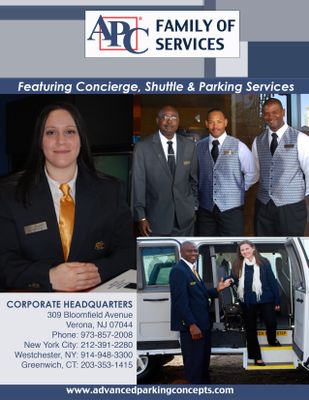 APC FAMILY OF
SERVICES
Featuring Concierge, Shuttle & Parking Services
CORPORATE HEADQUARTERS
309 Bloomfield Avenue
Verona, NJ 07044
Phone: 973-857-2008
New York City: 212-391-2280
Westchester, NY: 914-948-3300
Greenwich, CT: 203-353-1415
www.advancedparkingconcepts.com